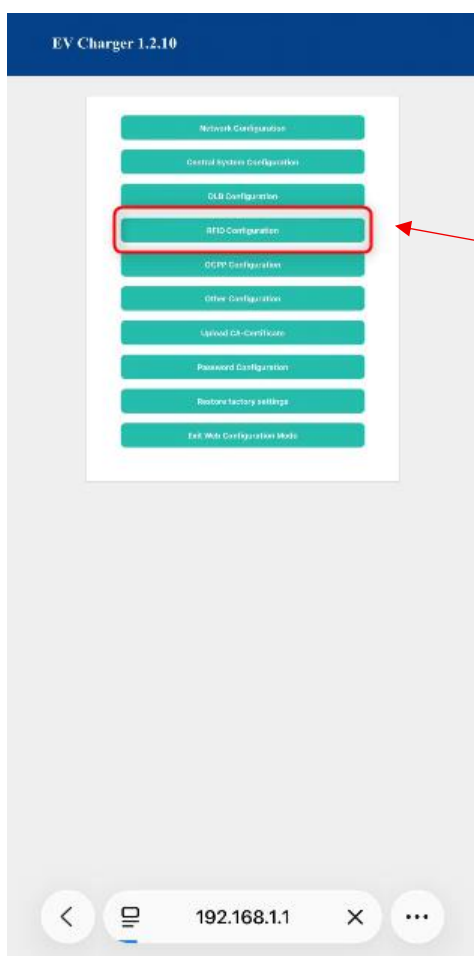 EV Charger 1.2.10
Network Configuration
Central System Configuration
DLB Configuration
RFID Configuration
OCPP Configuration
Other Configuration
Upload CA-Certificate
Password Configuration
Restore factory settings
Exit Web Configuration Mode
192.168.1.1